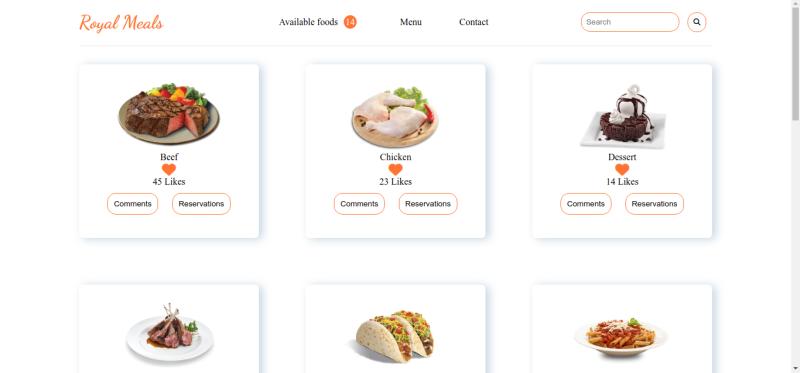 Royal Meals
Available foods 14 Menu Contact Search
Beef Chicken Dessert
45 Likes 23 Likes 14 Likes
Comments Reservations Comments Reservations Comments Reservations